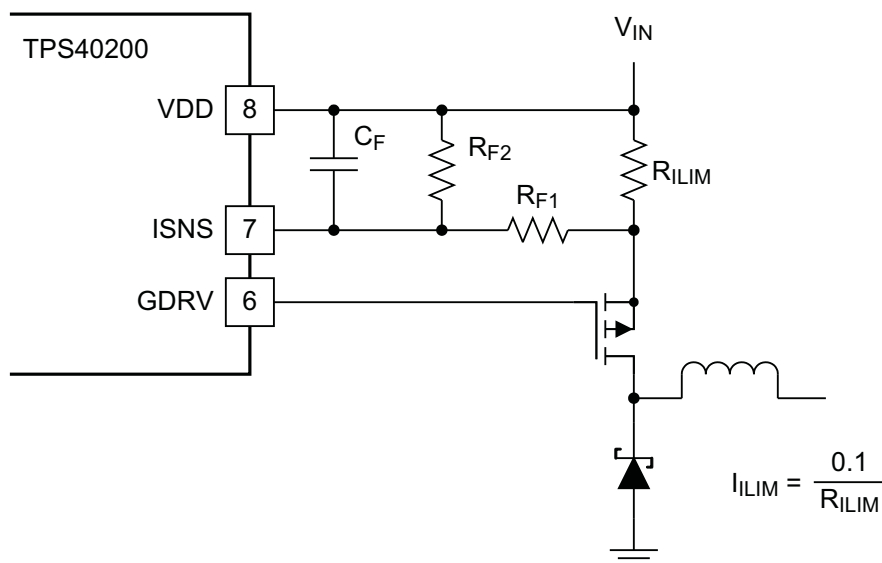 TPS40200
V_IN
VDD 8
C_F
R_F2
R_ILIM
R_F1
ISNS 7
GDRV 6
I_ILIM = 0.1 / R_ILIM